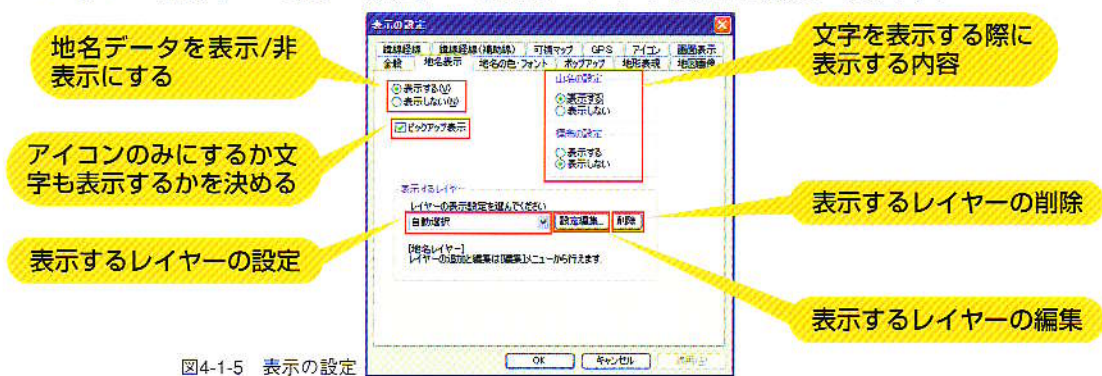 表示の設定
地名データを表示/非
表示にする
アイコンのみにするか文
字も表示するかを決める
表示するレイヤーの設定
緯線経線
緯線経線(補助線)
可視マップ
GPS
アイコン
画面表示
全般
地名表示
地名の色・フォント
ポップアップ
地形表現
地図画像
表示する(V)
表示しない(N)
ピックアップ表示
山名の設定
表示する
表示しない
標高の設定
表示する
表示しない
表示するレイヤー
レイヤーの表示設定を選んでください
自動選択
設定編集...
削除
[地名レイヤー]
レイヤーの追加と編集は[編集]メニューから行えます
OK
キャンセル
文字を表示する際に
表示する内容
表示するレイヤーの削除
表示するレイヤーの編集
図4-1-5 表示の設定